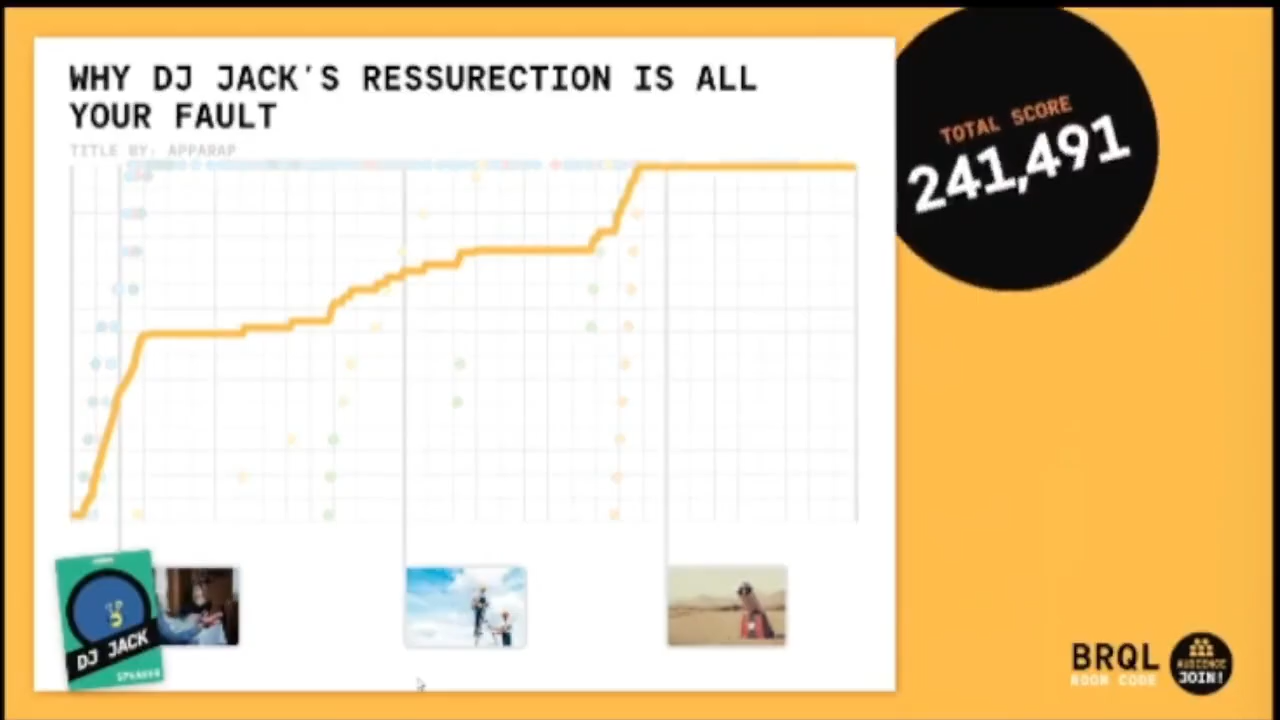 WHY DJ JACK'S RESSURECTION IS ALL
YOUR FAULT
TITLE BY: APPARAP
TOTAL SCORE
241,491
DJ JACK
SPEAKER
BRQL
ROOM CODE
AUDIENCE
JOIN!